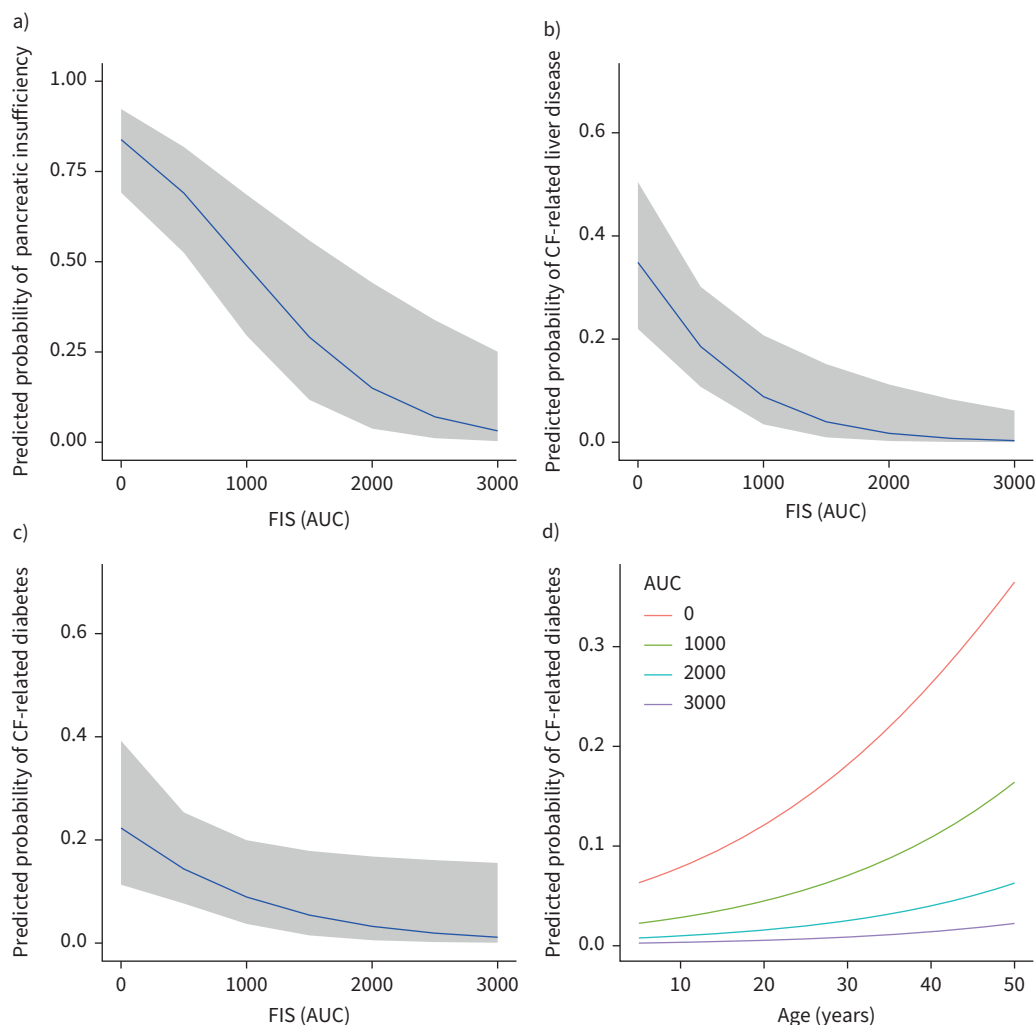 a)
Predicted probability of pancreatic insufficiency
1.00
0.75
0.50
0.25
0.00
0 1000 2000 3000
FIS (AUC)
b)
Predicted probability of CF-related liver disease
0.6
0.4
0.2
0.0
0 1000 2000 3000
FIS (AUC)
c)
Predicted probability of CF-related diabetes
0.6
0.4
0.2
0.0
0 1000 2000 3000
FIS (AUC)
d)
Predicted probability of CF-related diabetes
AUC
0
1000
2000
3000
0.3
0.2
0.1
0.0
10 20 30 40 50
Age (years)